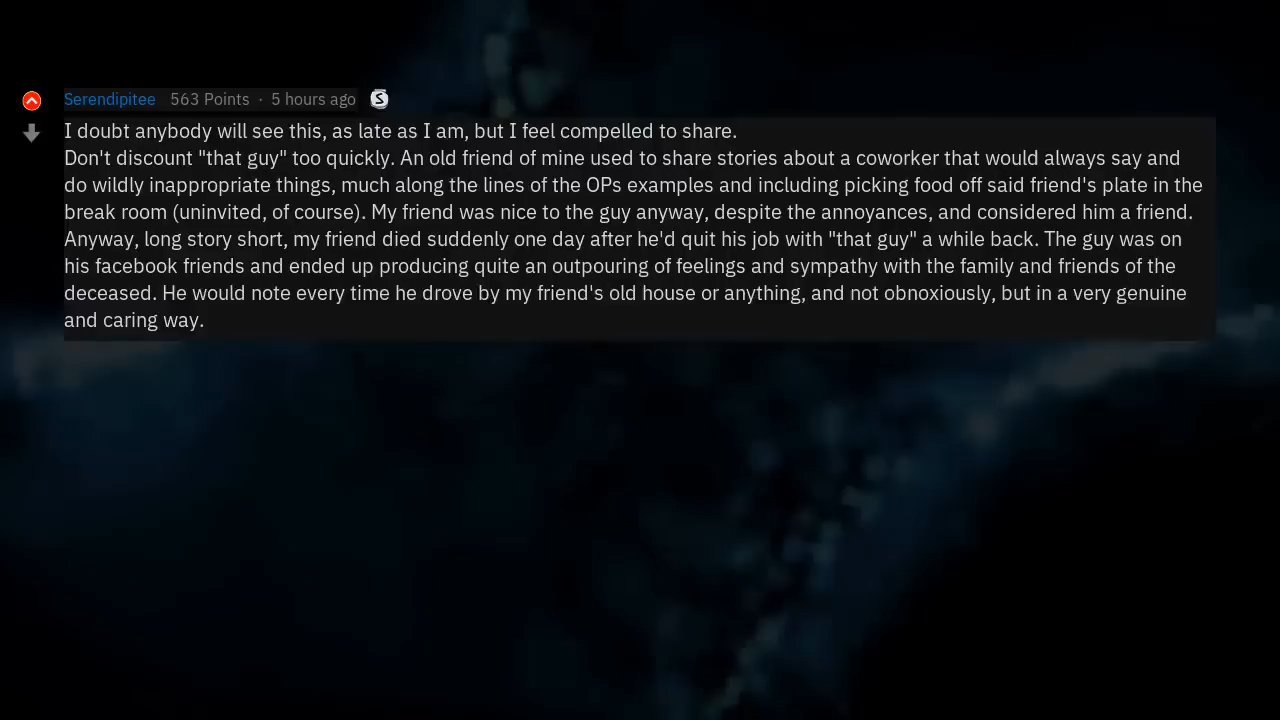 Serendipitee 563 Points · 5 hours ago
I doubt anybody will see this, as late as I am, but I feel compelled to share.
Don't discount "that guy" too quickly. An old friend of mine used to share stories about a coworker that would always say and
do wildly inappropriate things, much along the lines of the OPs examples and including picking food off said friend's plate in the
break room (uninvited, of course). My friend was nice to the guy anyway, despite the annoyances, and considered him a friend.
Anyway, long story short, my friend died suddenly one day after he'd quit his job with "that guy" a while back. The guy was on
his facebook friends and ended up producing quite an outpouring of feelings and sympathy with the family and friends of the
deceased. He would note every time he drove by my friend's old house or anything, and not obnoxiously, but in a very genuine
and caring way.